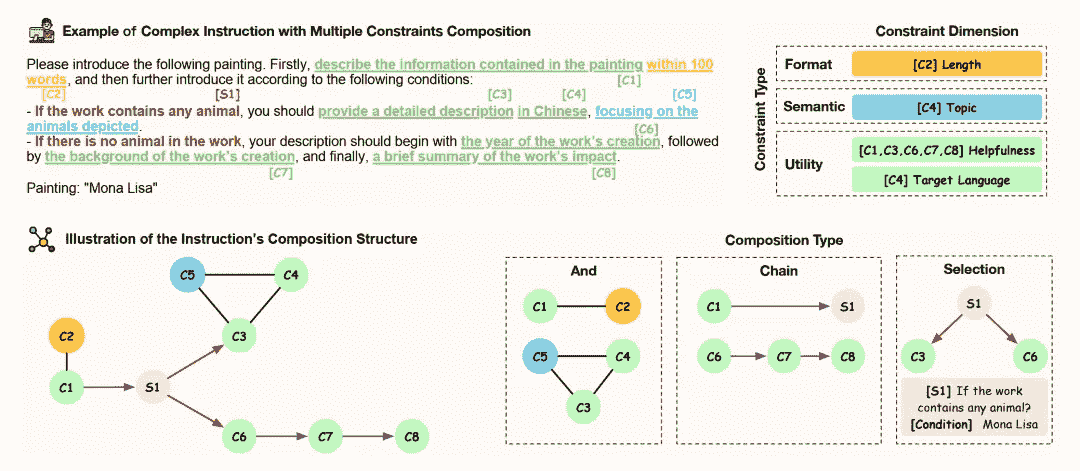 Example of Complex Instruction with Multiple Constraints Composition
Please introduce the following painting. Firstly, describe the information contained in the painting within 100
words, and then further introduce it according to the following conditions:
[C1]
[C2]
[S1]
[C3]
[C4]
[C5]
- If the work contains any animal, you should provide a detailed description in Chinese, focusing on the
animals depicted.
[C6]
- If there is no animal in the work, your description should begin with the year of the work's creation, followed
by the background of the work's creation, and finally, a brief summary of the work's impact.
[C7]
[C8]
Painting: "Mona Lisa"
Constraint Dimension
Constraint Type
Format
[C2] Length
Semantic
[C4] Topic
Utility
[C1,C3,C6,C7,C8] Helpfulness
[C4] Target Language
Illustration of the Instruction's Composition Structure
C5
C4
C2
C3
C1
S1
C6
C7
C8
Composition Type
And
C1
C2
C5
C4
C3
Chain
C1
S1
C6
C7
C8
Selection
S1
C3
C6
[S1] If the work
contains any animal?
[Condition] Mona Lisa